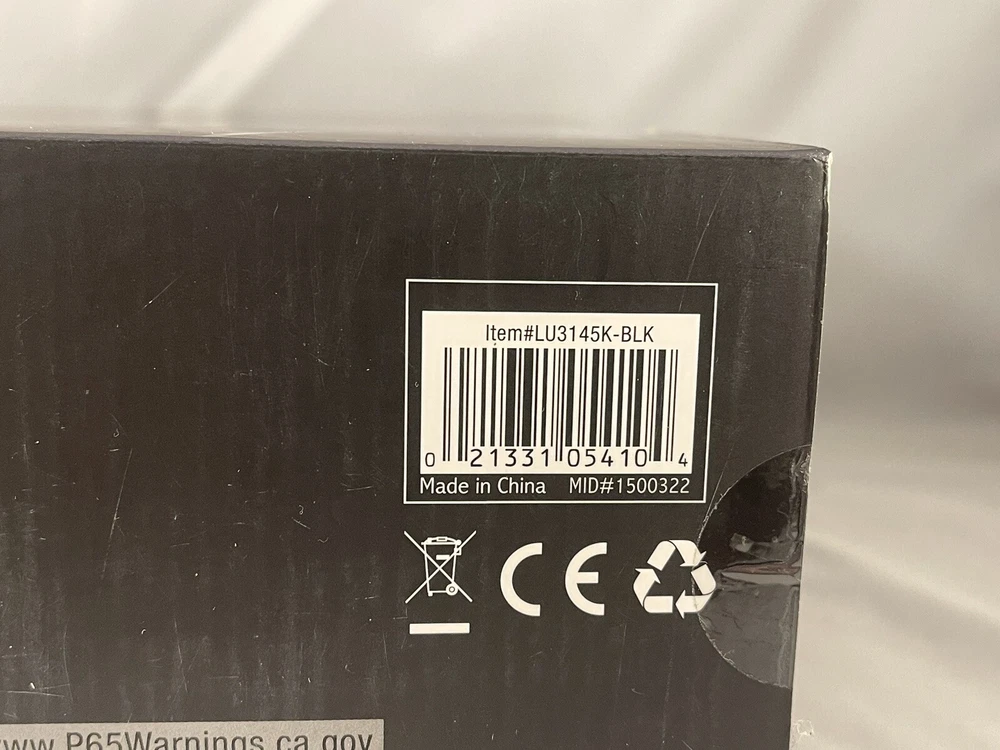 Item#LU3145K-BLK
0 21331 05410 4
Made in China MID#1500322
CE
www.P65Warnings.ca.gov